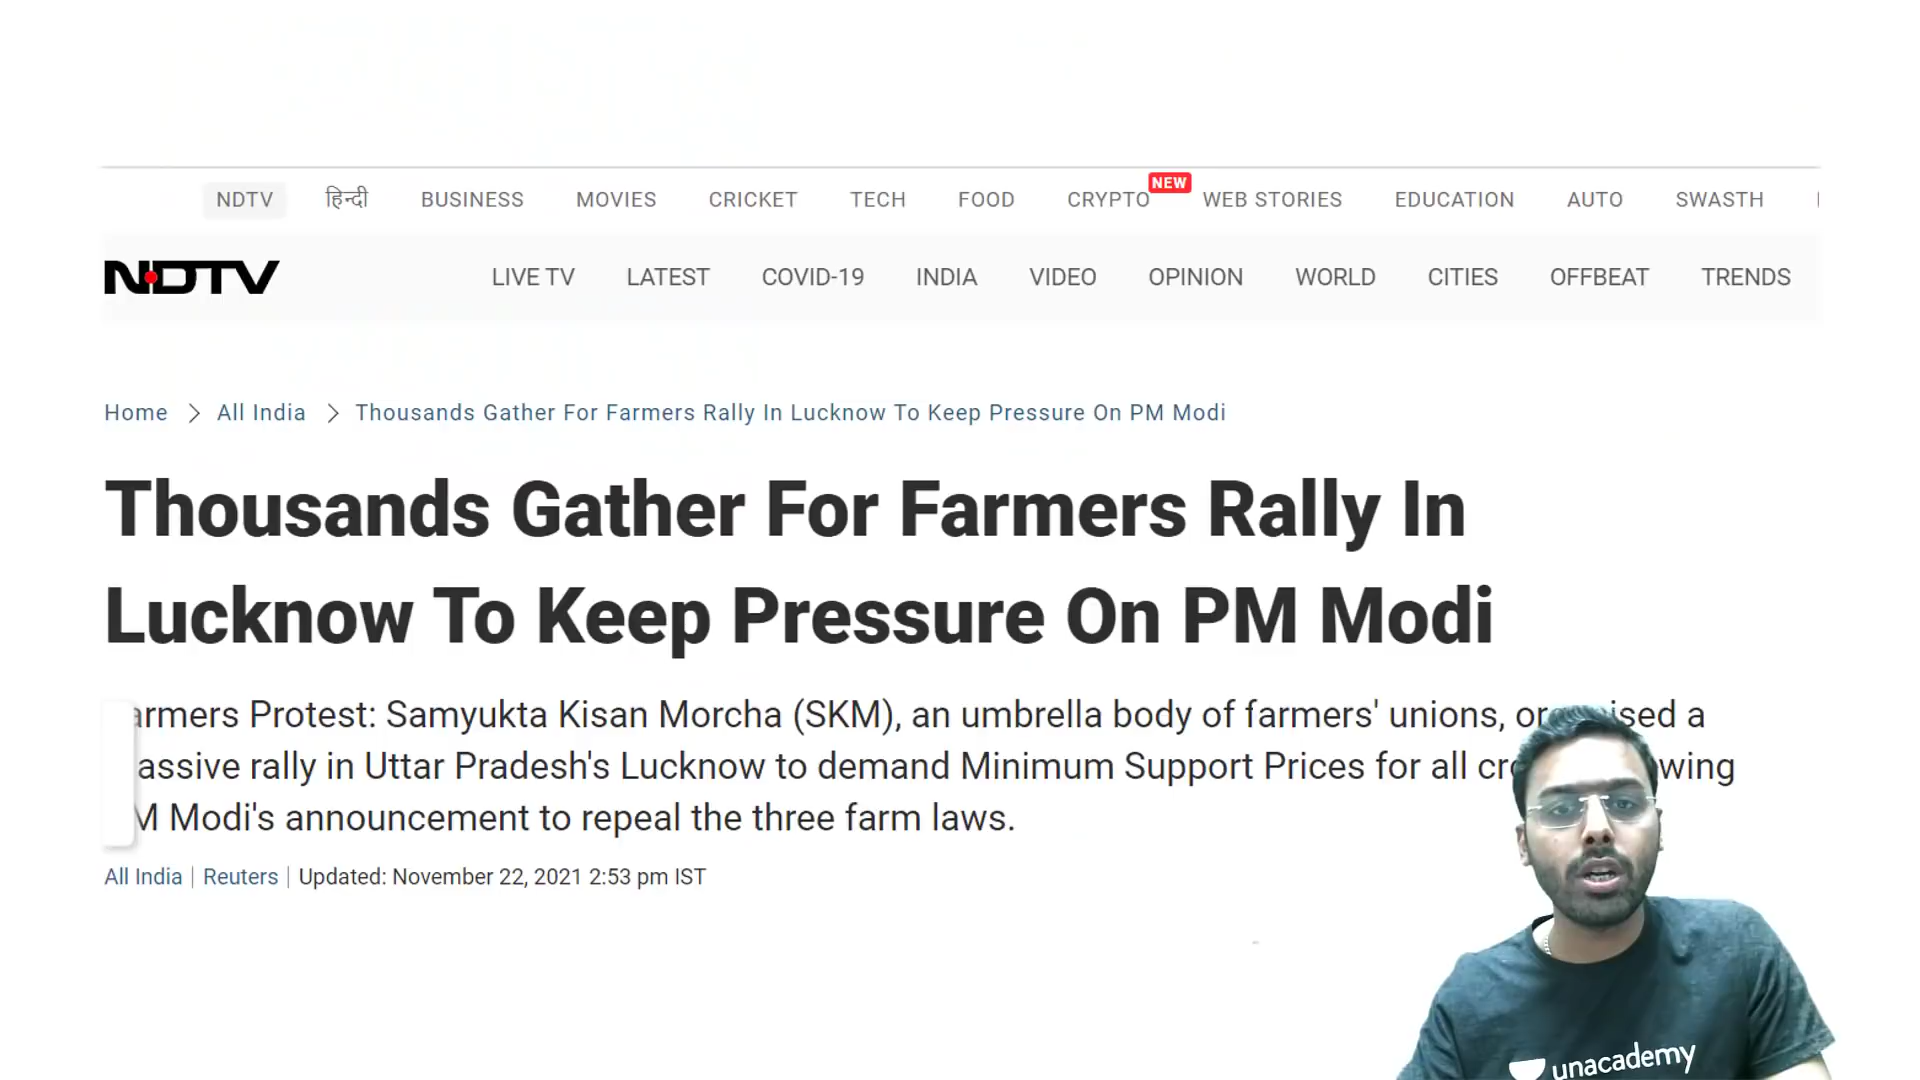 NDTV हिन्दी BUSINESS MOVIES CRICKET TECH FOOD CRYPTO NEW WEB STORIES EDUCATION AUTO SWASTH
NDTV LIVE TV LATEST COVID-19 INDIA VIDEO OPINION WORLD CITIES OFFBEAT TRENDS
Home > All India > Thousands Gather For Farmers Rally In Lucknow To Keep Pressure On PM Modi
Thousands Gather For Farmers Rally In
Lucknow To Keep Pressure On PM Modi
armers Protest: Samyukta Kisan Morcha (SKM), an umbrella body of farmers' unions, a
assive rally in Uttar Pradesh's Lucknow to demand Minimum Support Prices for all
M Modi's announcement to repeal the three farm laws.
All India | Reuters | Updated: November 22, 2021 2:53 pm IST
unacademy